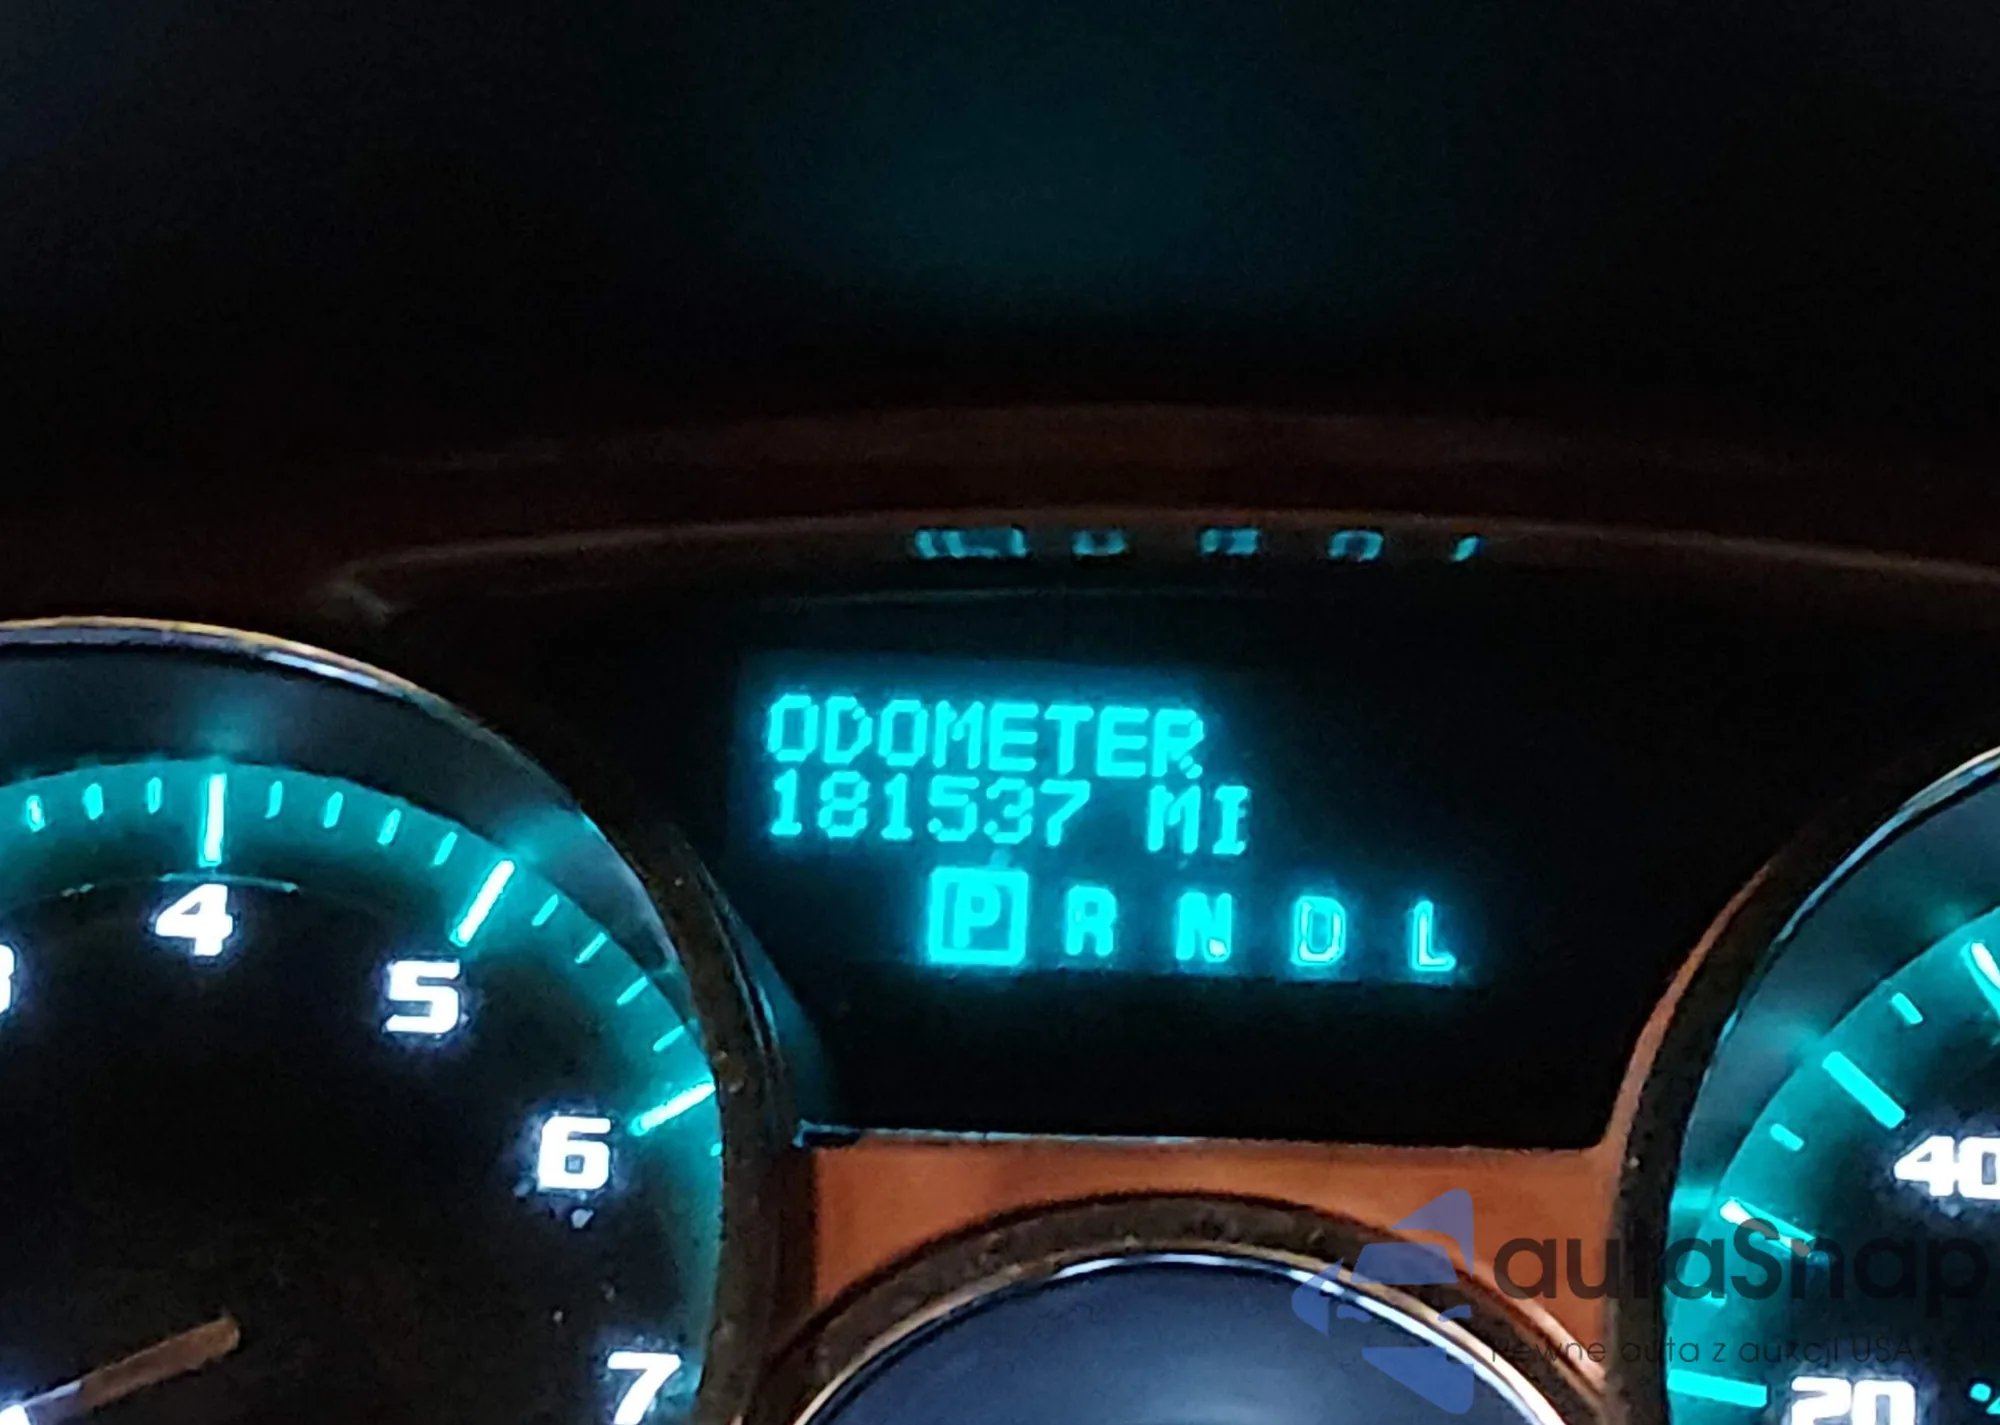 ODOMETER
181537 MI
P R N D L
4
5
6
7
40
20
autaSnap
Pewne auta z aukcji USA